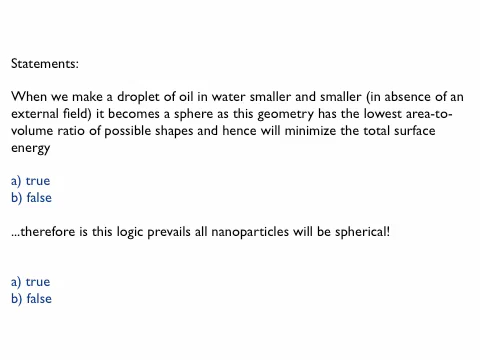 Statements:
When we make a droplet of oil in water smaller and smaller (in absence of an
external field) it becomes a sphere as this geometry has the lowest area-to-
volume ratio of possible shapes and hence will minimize the total surface
energy
a) true
b) false
...therefore is this logic prevails all nanoparticles will be spherical!
a) true
b) false